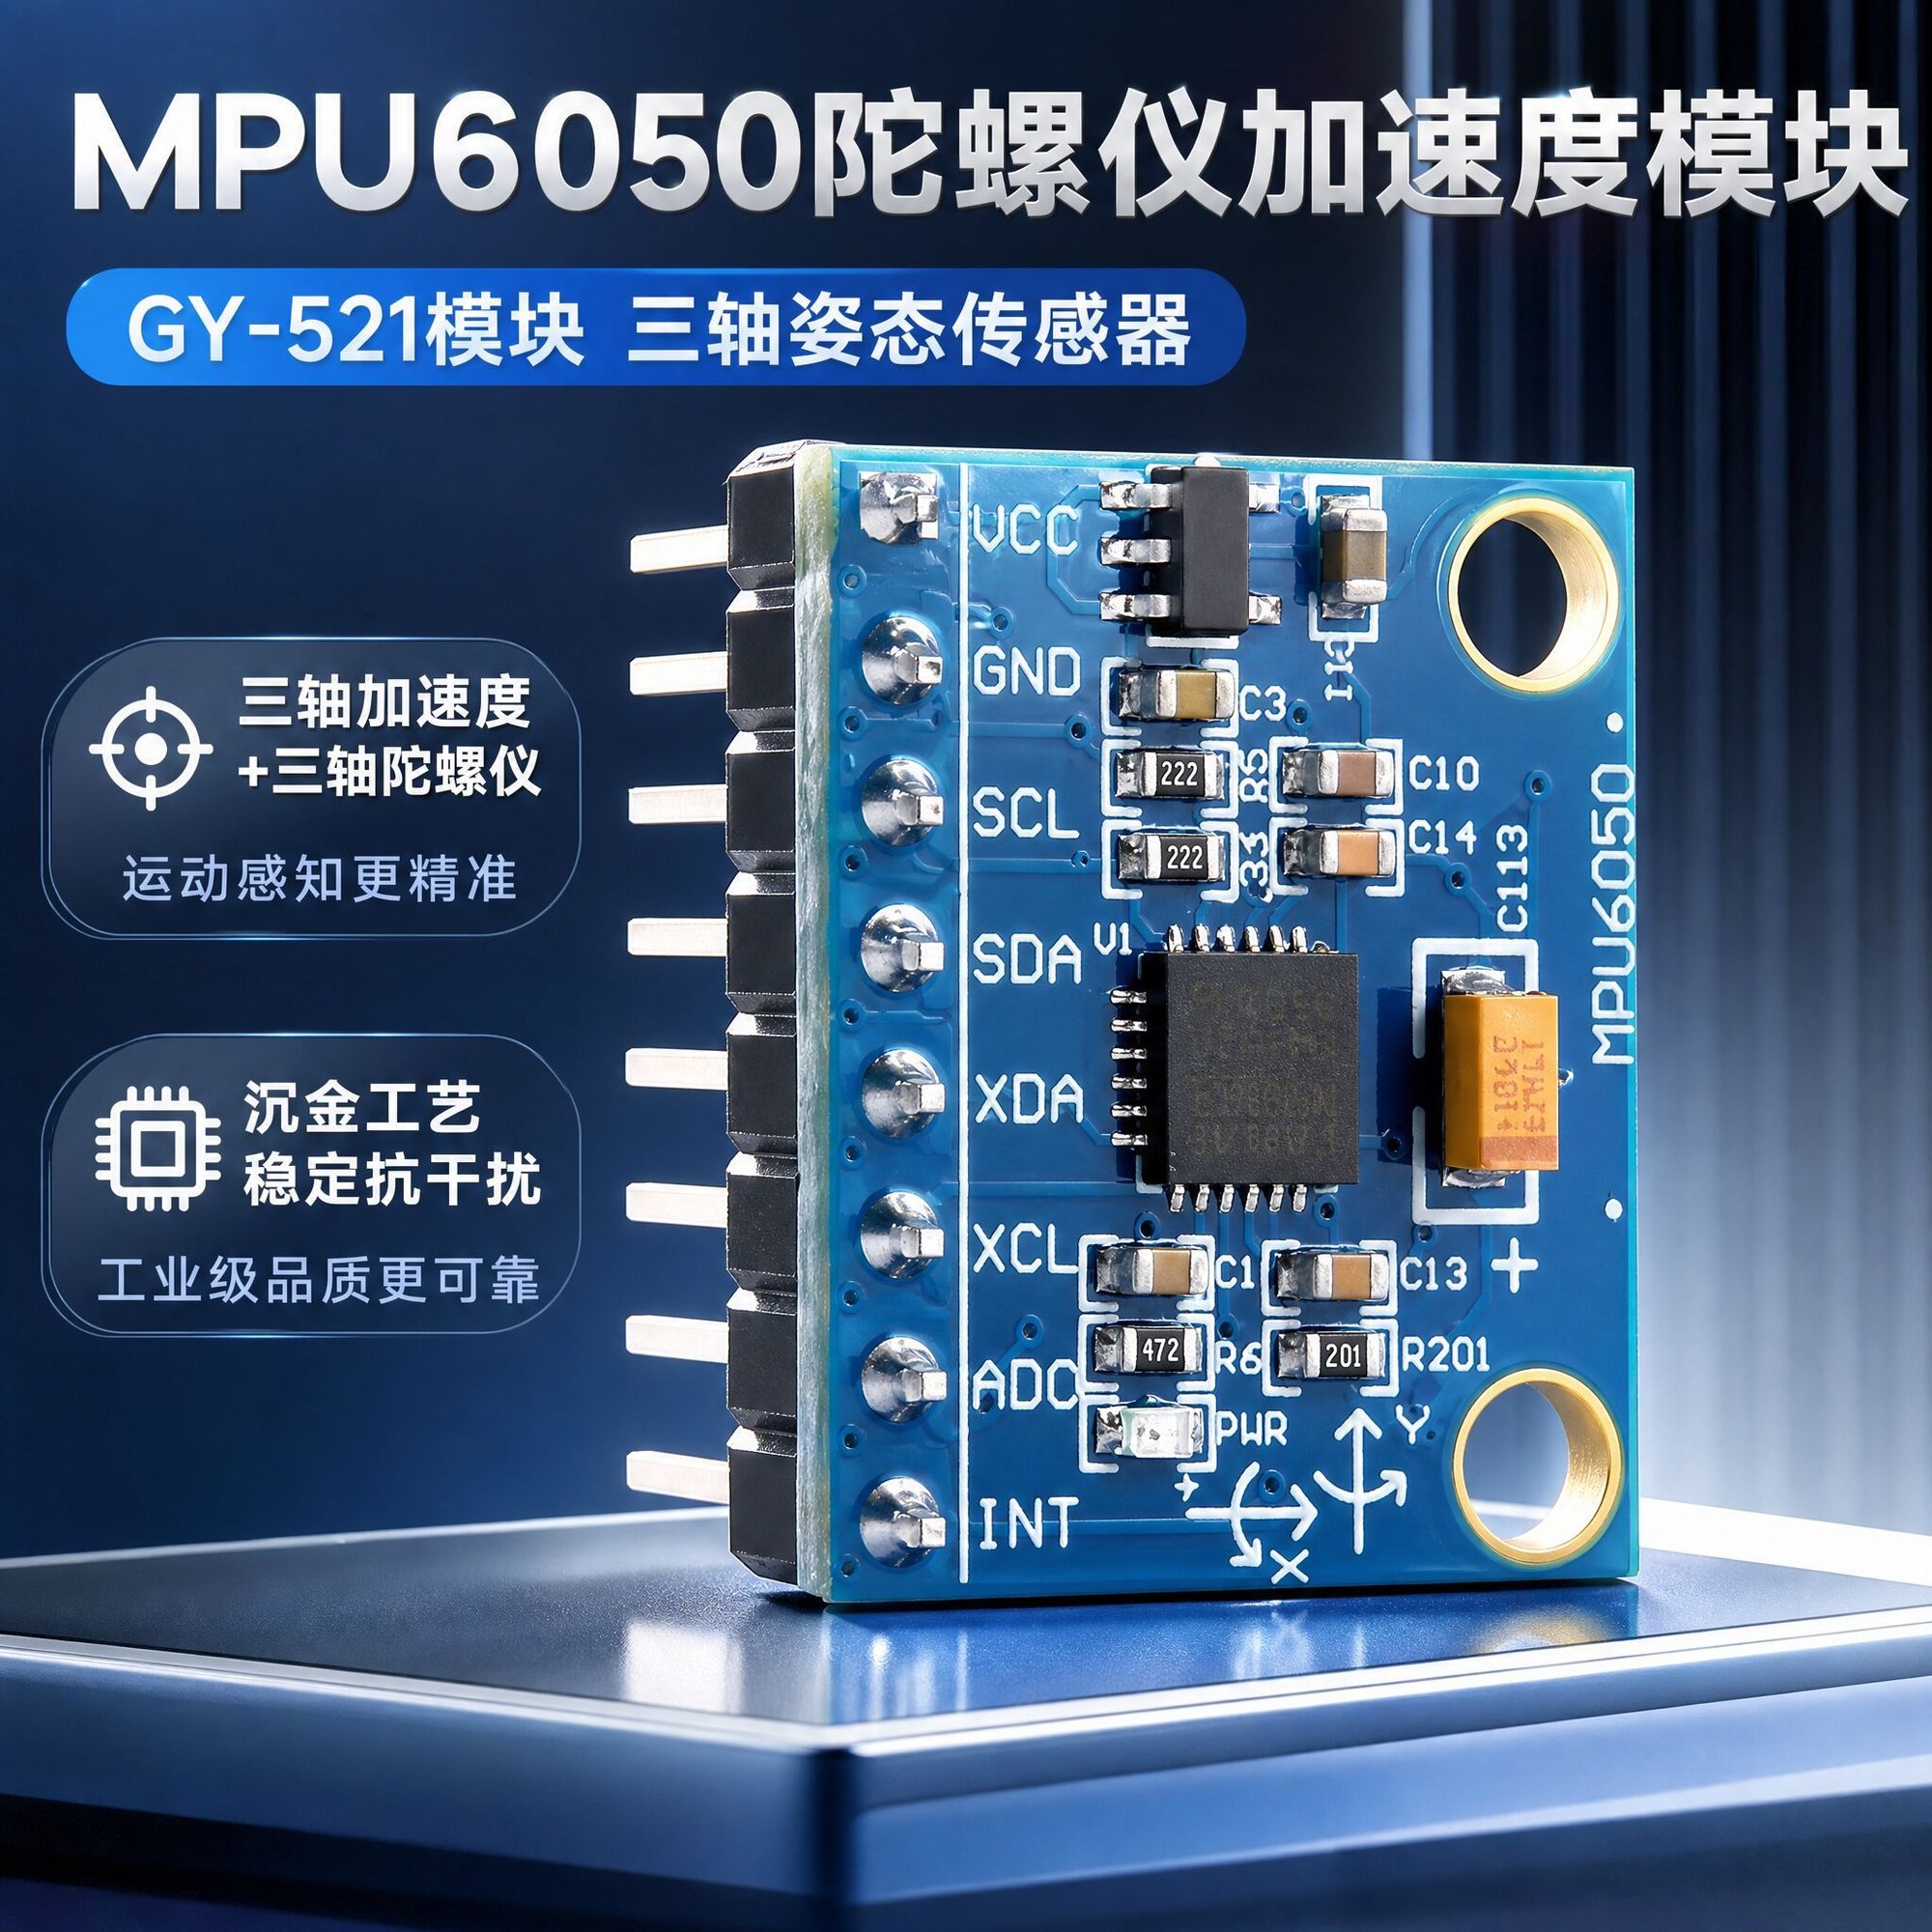 MPU6050陀螺仪加速度模块
GY-521模块 三轴姿态传感器
三轴加速度
+三轴陀螺仪
运动感知更精准
沉金工艺
稳定抗干扰
工业级品质更可靠
VCC
GND
SCL
SDA
XDA
XCL
ADC
INT
C3
222
R5
C10
222
C14
C113
MPU6050
V1
C1
C13
+
472
R6
201
R201
PWR
+
Y
X